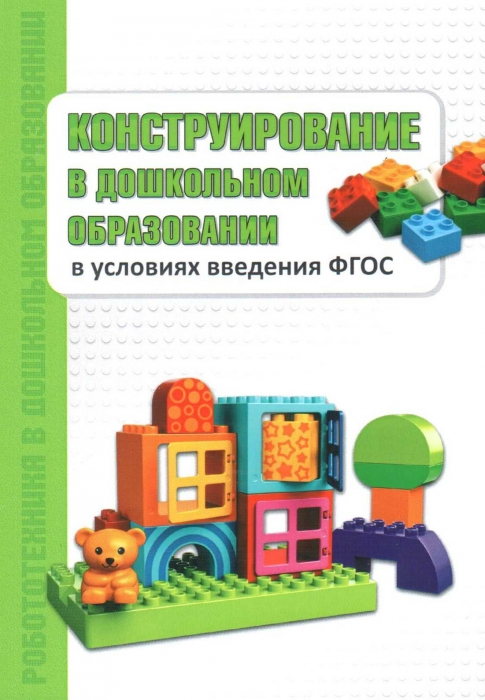 КОНСТРУИРОВАНИЕ
В ДОШКОЛЬНОМ
ОБРАЗОВАНИИ
в условиях введения ФГОС
РОБОТОТЕХНИКА В ДОШКОЛЬНОМ ОБРАЗОВАНИИ